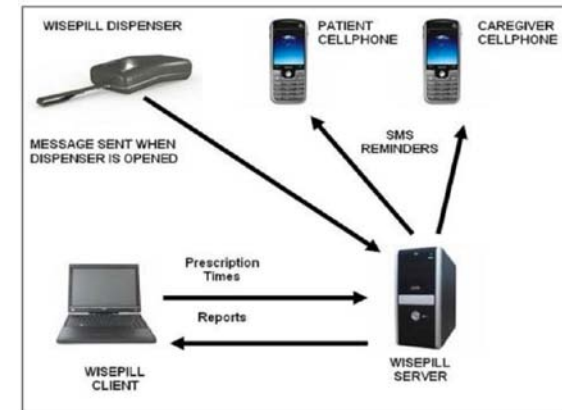 WISEPILL DISPENSER
PATIENT
CELLPHONE
CAREGIVER
CELLPHONE
MESSAGE SENT WHEN
DISPENSER IS OPENED
SMS
REMINDERS
Prescription
Times
Reports
WISEPILL
CLIENT
WISEPILL
SERVER